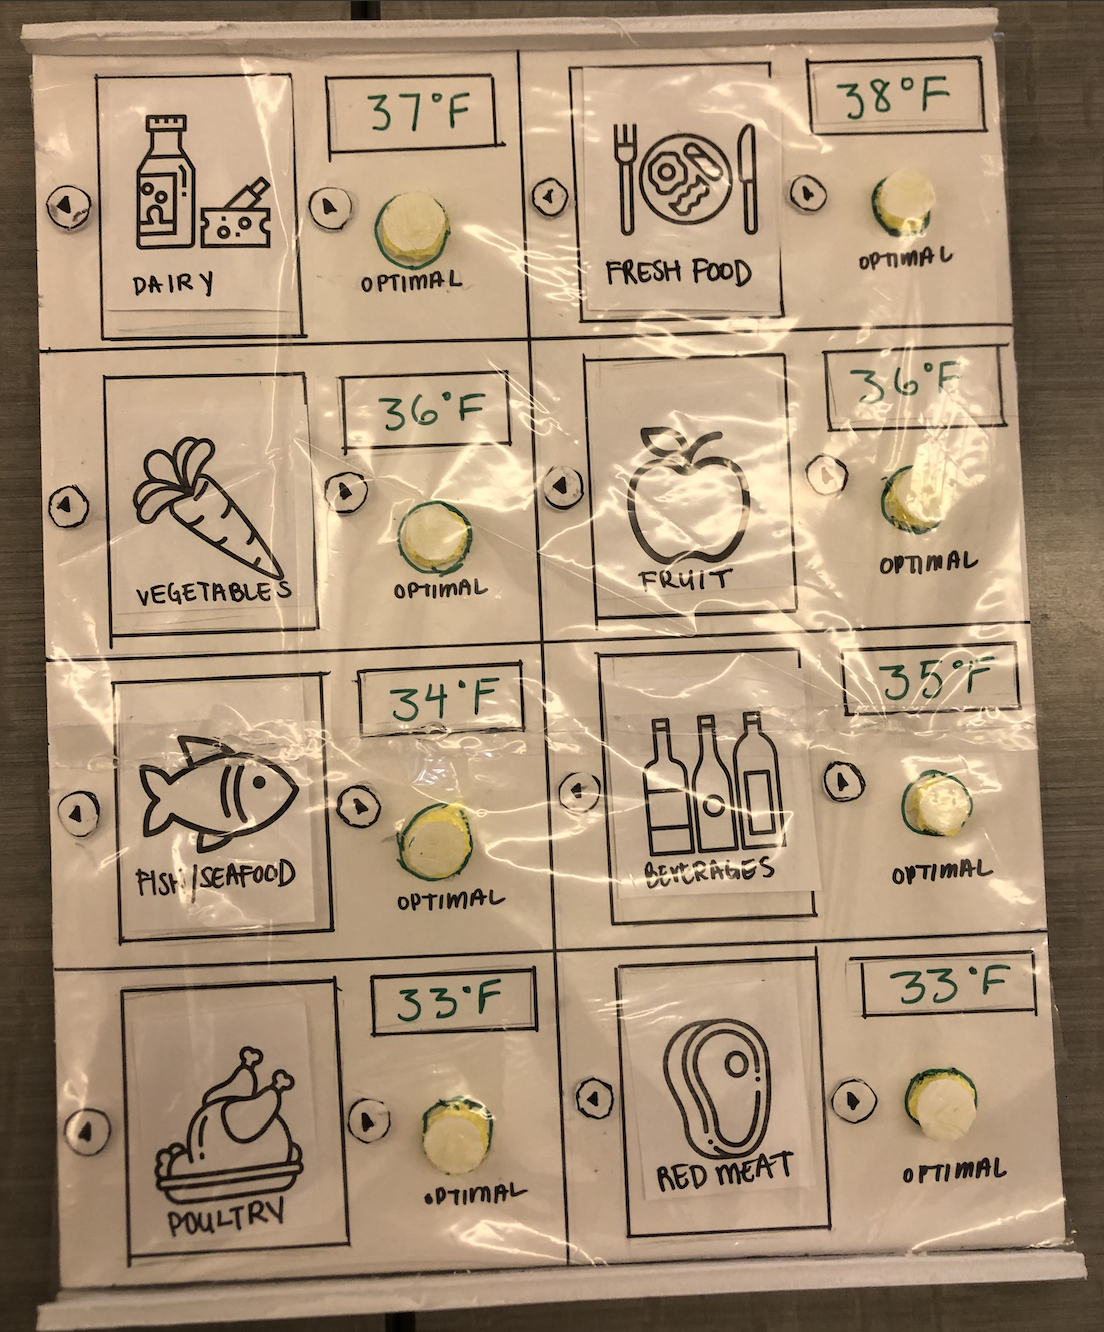 37°F
DAIRY
OPTIMAL
38°F
FRESH FOOD
OPTIMAL
36°F
VEGETABLES
OPTIMAL
36°F
FRUIT
OPTIMAL
34°F
FISH/SEAFOOD
OPTIMAL
35°F
BEVERAGES
OPTIMAL
33°F
POULTRY
OPTIMAL
33°F
RED MEAT
OPTIMAL